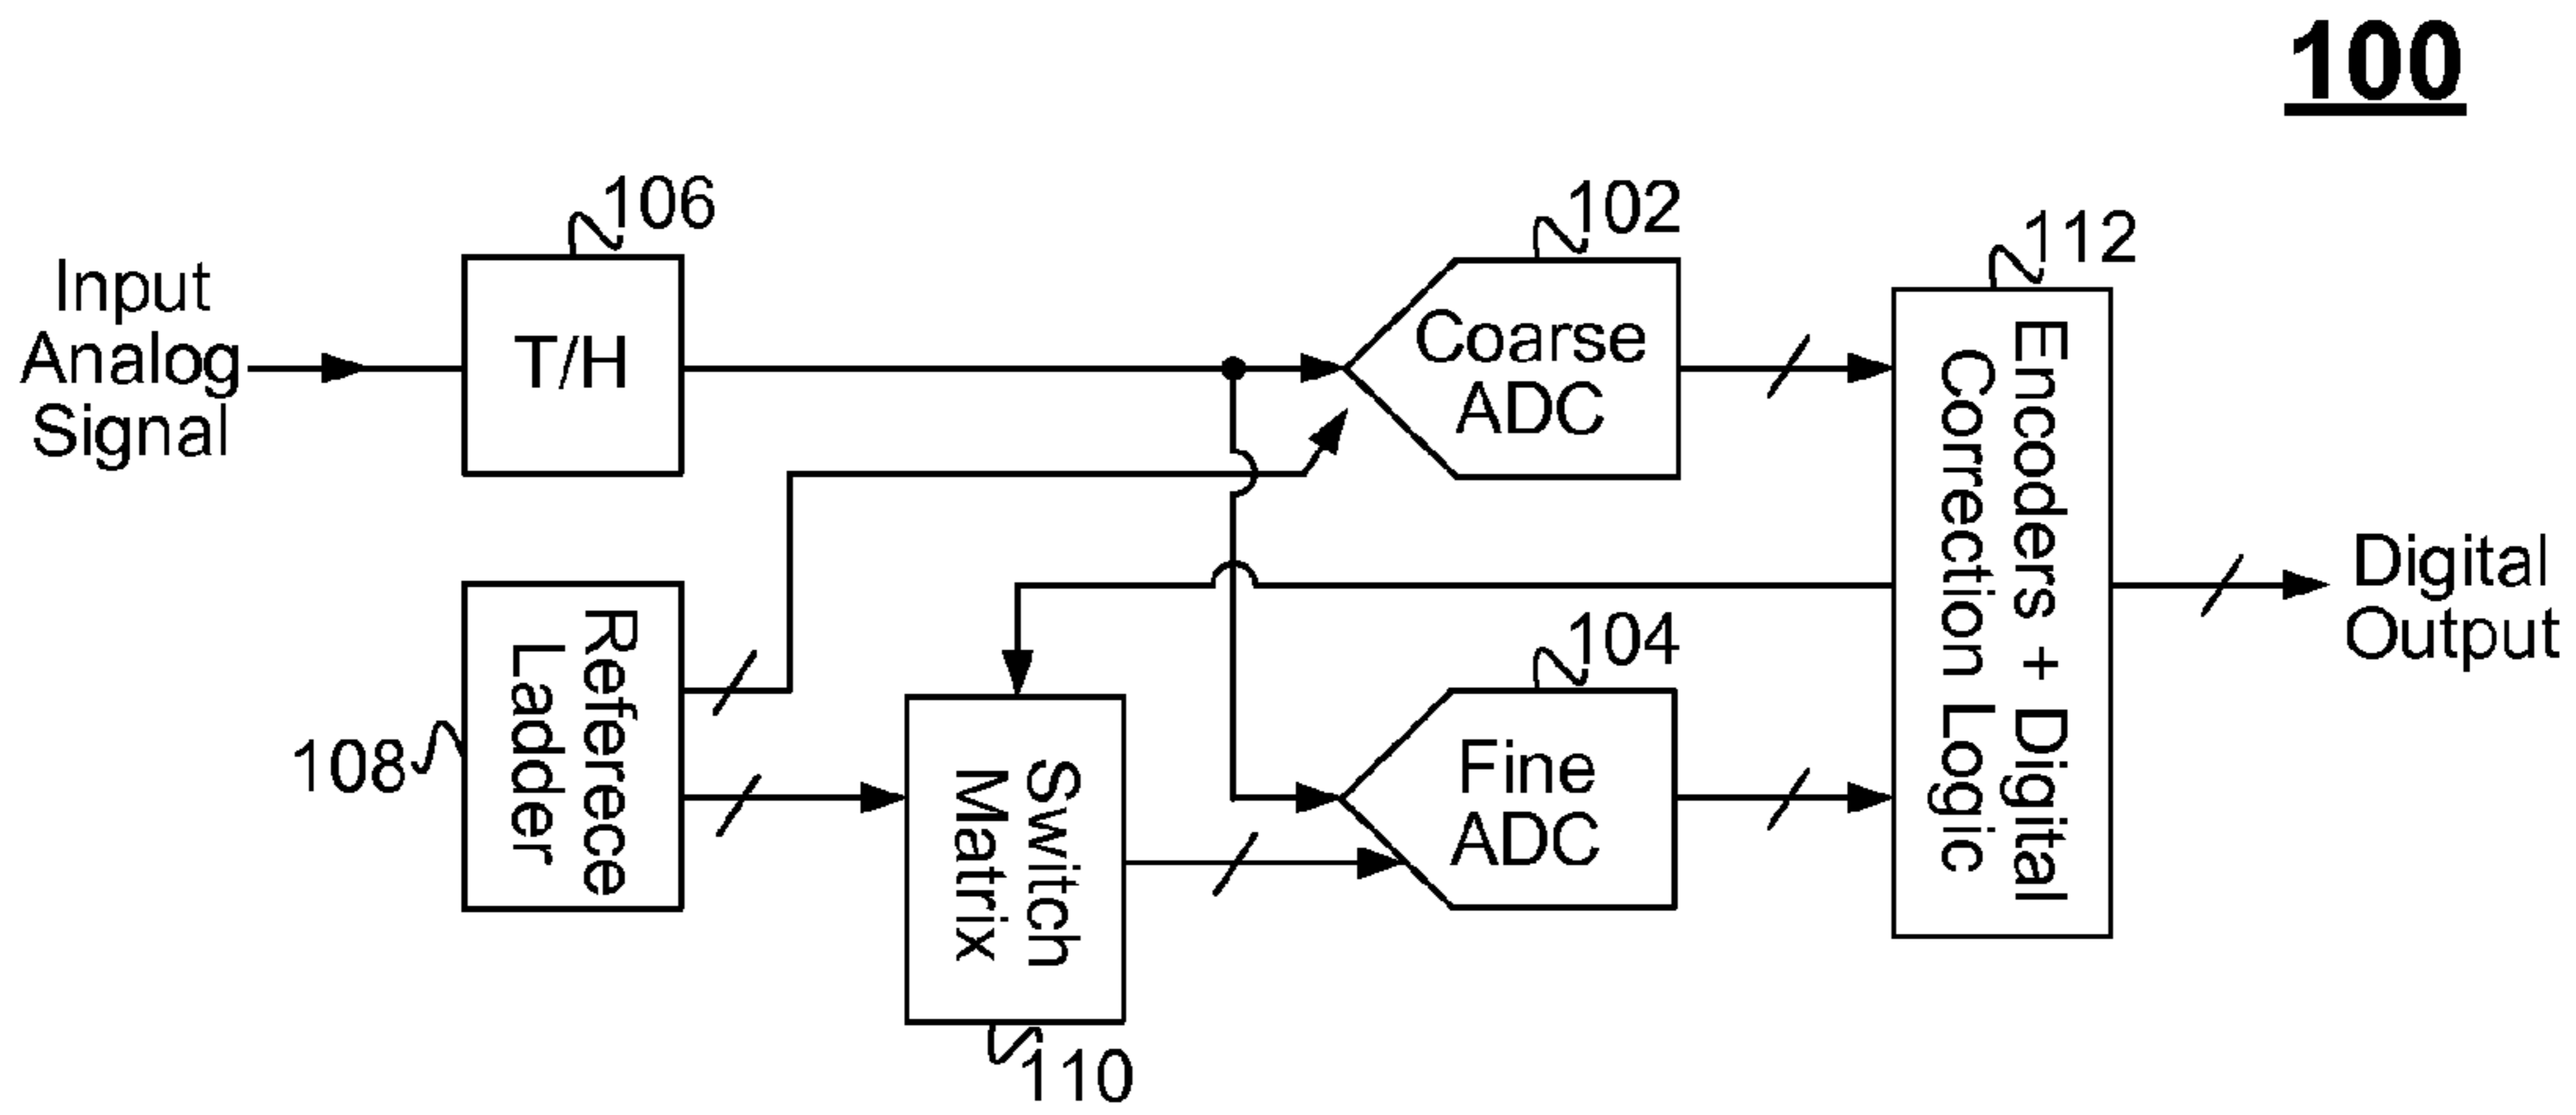 100
106
102
112
Input
Analog
Signal
T/H
Coarse
ADC
Encoders + Digital
Correction Logic
Digital
Output
104
Referece
Ladder
108
Switch
Matrix
Fine
ADC
110